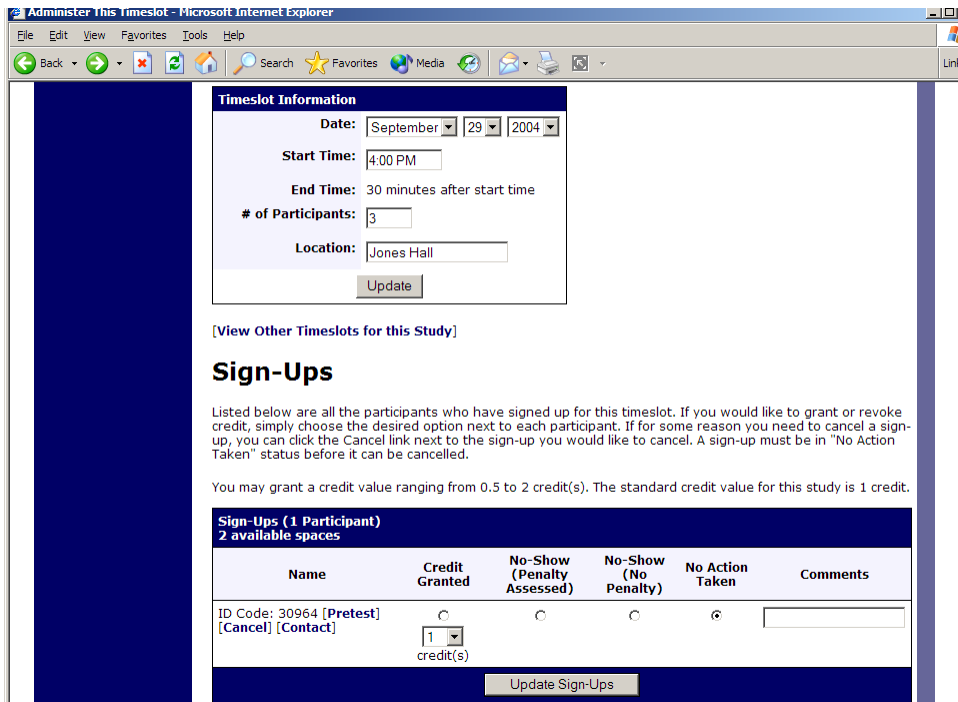 Administer This Timeslot - Microsoft Internet Explorer
File Edit View Favorites Tools Help
Back Search Favorites Media
Timeslot Information
Date: September 29 2004
Start Time: 4:00 PM
End Time: 30 minutes after start time
# of Participants: 3
Location: Jones Hall
Update
[View Other Timeslots for this Study]
Sign-Ups
Listed below are all the participants who have signed up for this timeslot. If you would like to grant or revoke
credit, simply choose the desired option next to each participant. If for some reason you need to cancel a sign-
up, you can click the Cancel link next to the sign-up you would like to cancel. A sign-up must be in "No Action
Taken" status before it can be cancelled.
You may grant a credit value ranging from 0.5 to 2 credit(s). The standard credit value for this study is 1 credit.
Sign-Ups (1 Participant)
2 available spaces
Name Credit Granted No-Show (Penalty Assessed) No-Show (No Penalty) No Action Taken Comments
ID Code: 30964 [Pretest]
[Cancel] [Contact]
1
credit(s)
Update Sign-Ups